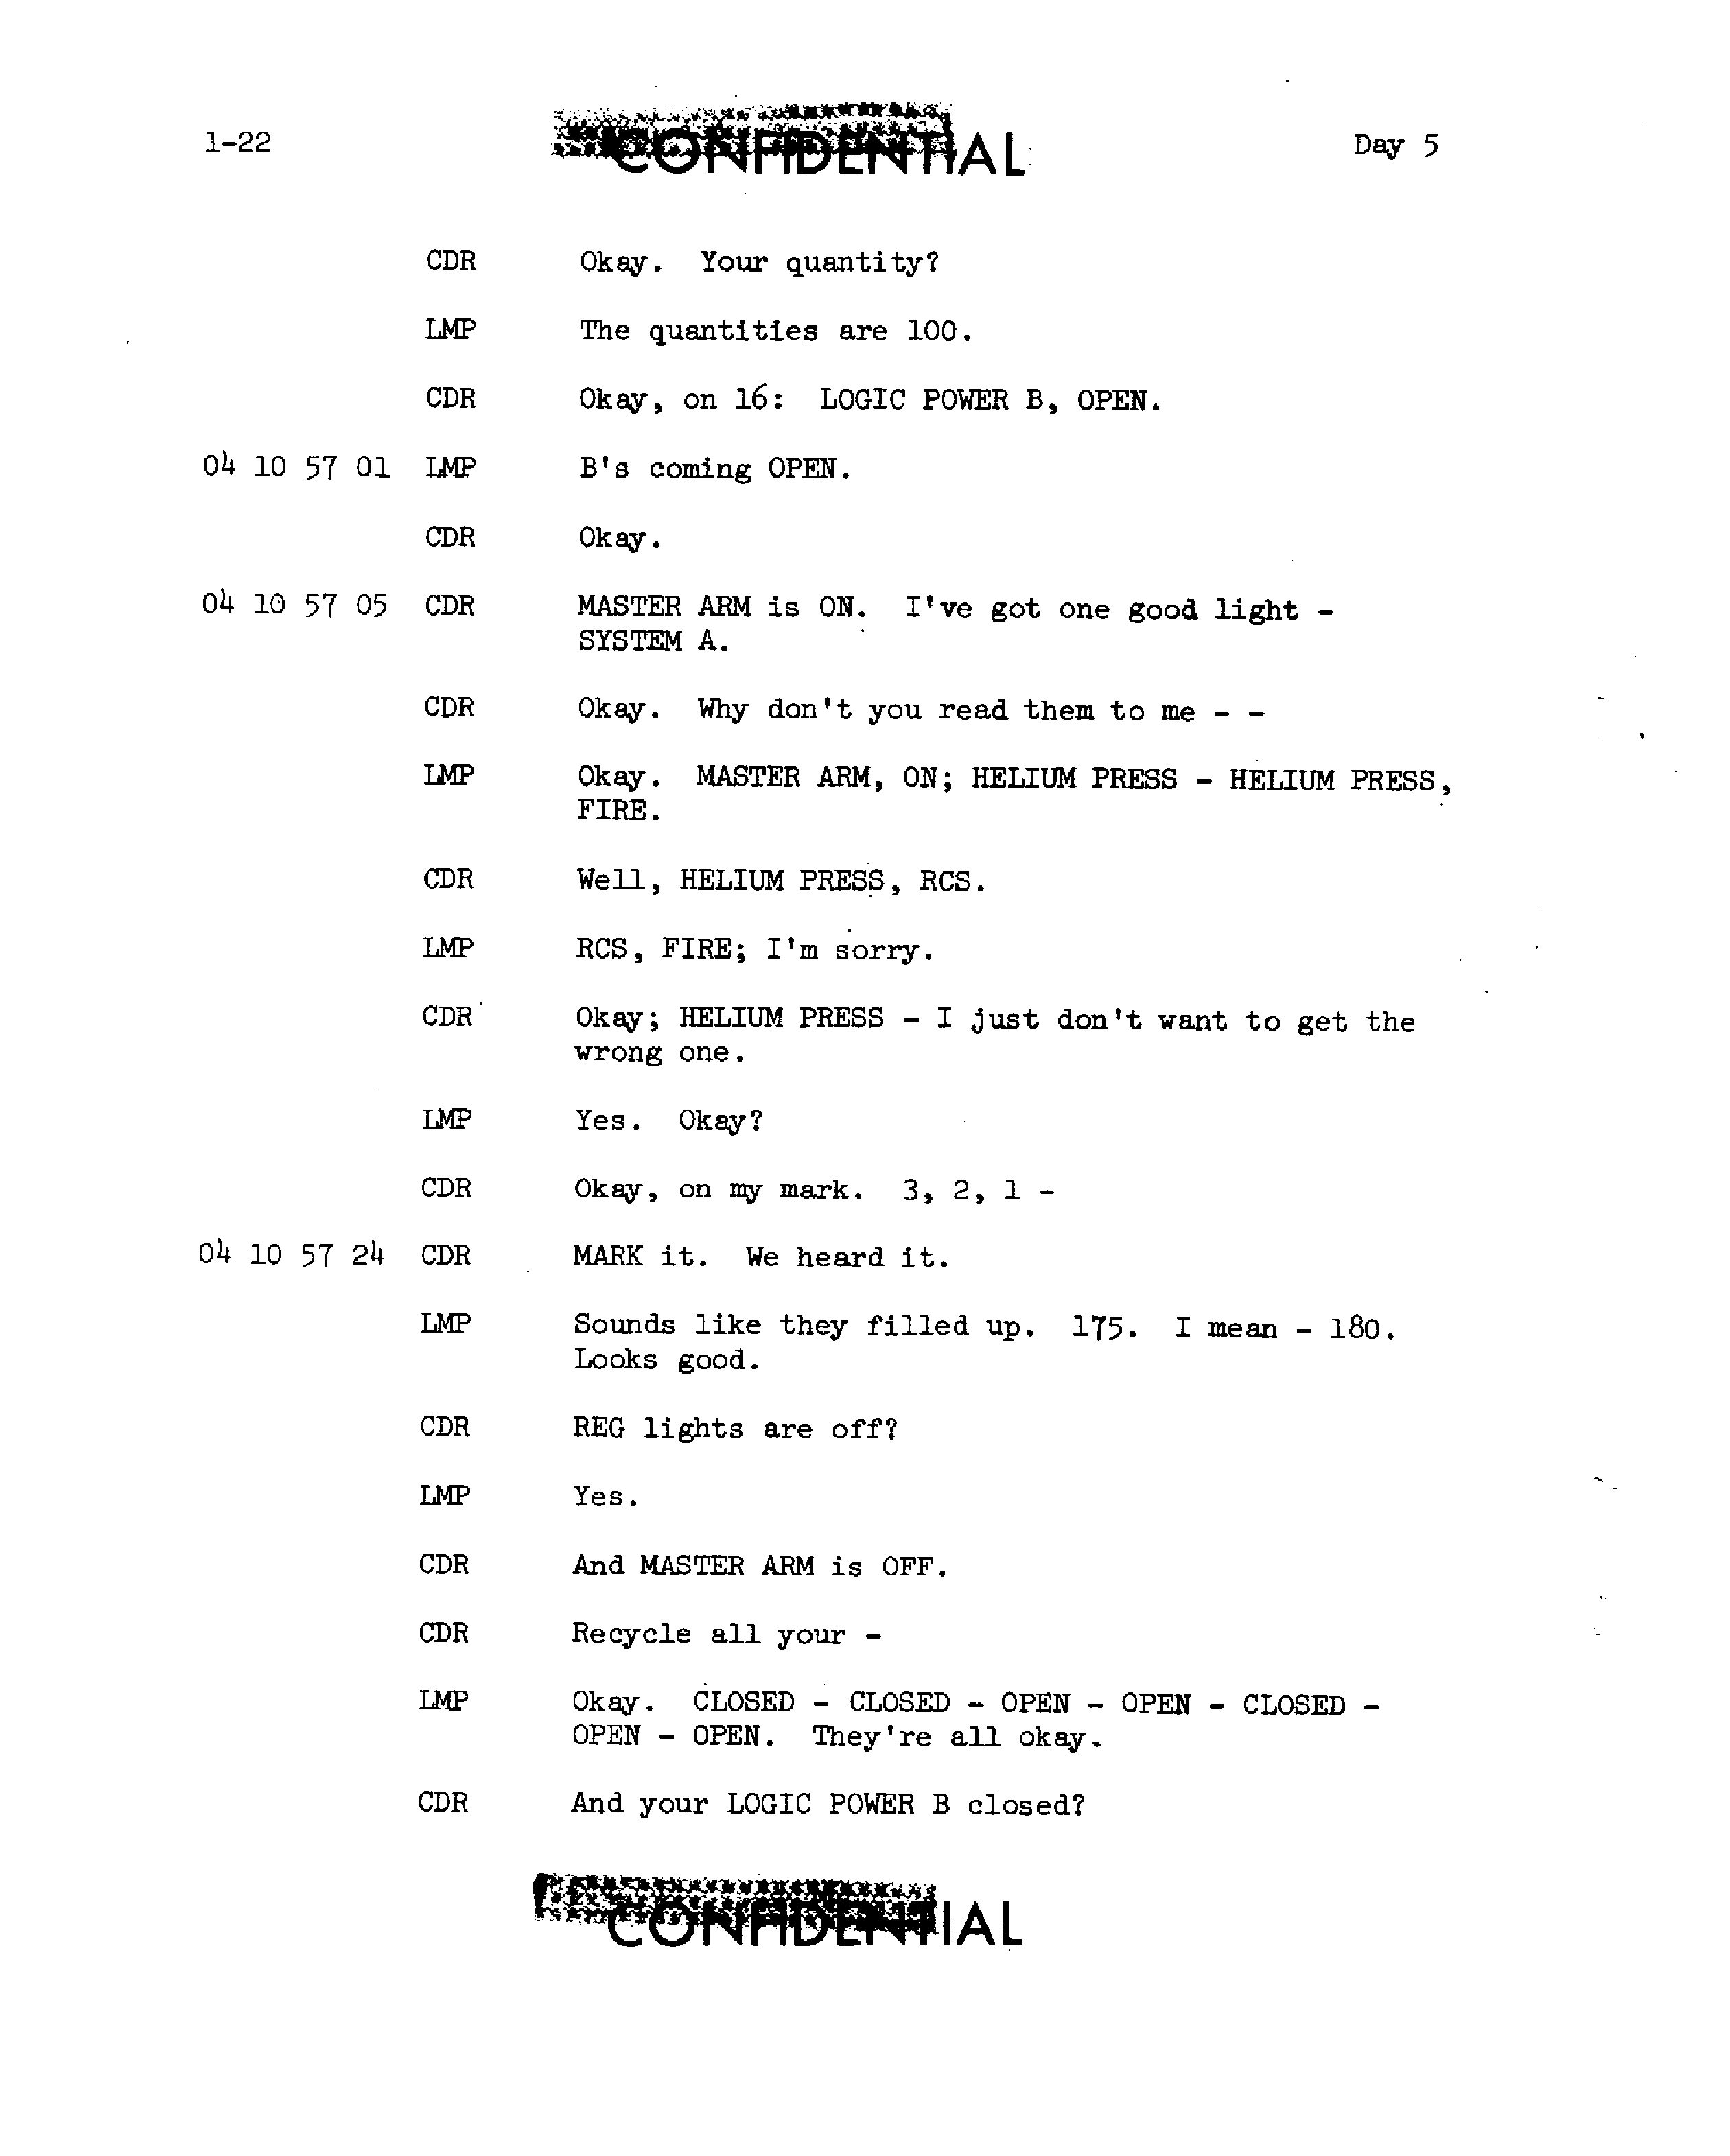 1-22
CONFIDENTIAL
Day 5
CDR Okay. Your quantity?
LMP The quantities are 100.
CDR Okay, on 16: LOGIC POWER B, OPEN.
04 10 57 01 LMP B's coming OPEN.
CDR Okay.
04 10 57 05 CDR MASTER ARM is ON. I've got one good light -
SYSTEM A.
CDR Okay. Why don't you read them to me - -
LMP Okay. MASTER ARM, ON; HELIUM PRESS - HELIUM PRESS,
FIRE.
CDR Well, HELIUM PRESS, RCS.
LMP RCS, FIRE; I'm sorry.
CDR Okay; HELIUM PRESS - I just don't want to get the
wrong one.
LMP Yes. Okay?
CDR Okay, on my mark. 3, 2, 1 -
04 10 57 24 CDR MARK it. We heard it.
LMP Sounds like they filled up. 175. I mean - 180.
Looks good.
CDR REG lights are off?
LMP Yes.
CDR And MASTER ARM is OFF.
CDR Recycle all your -
LMP Okay. CLOSED - CLOSED - OPEN - OPEN - CLOSED -
OPEN - OPEN. They're all okay.
CDR And your LOGIC POWER B closed?
CONFIDENTIAL